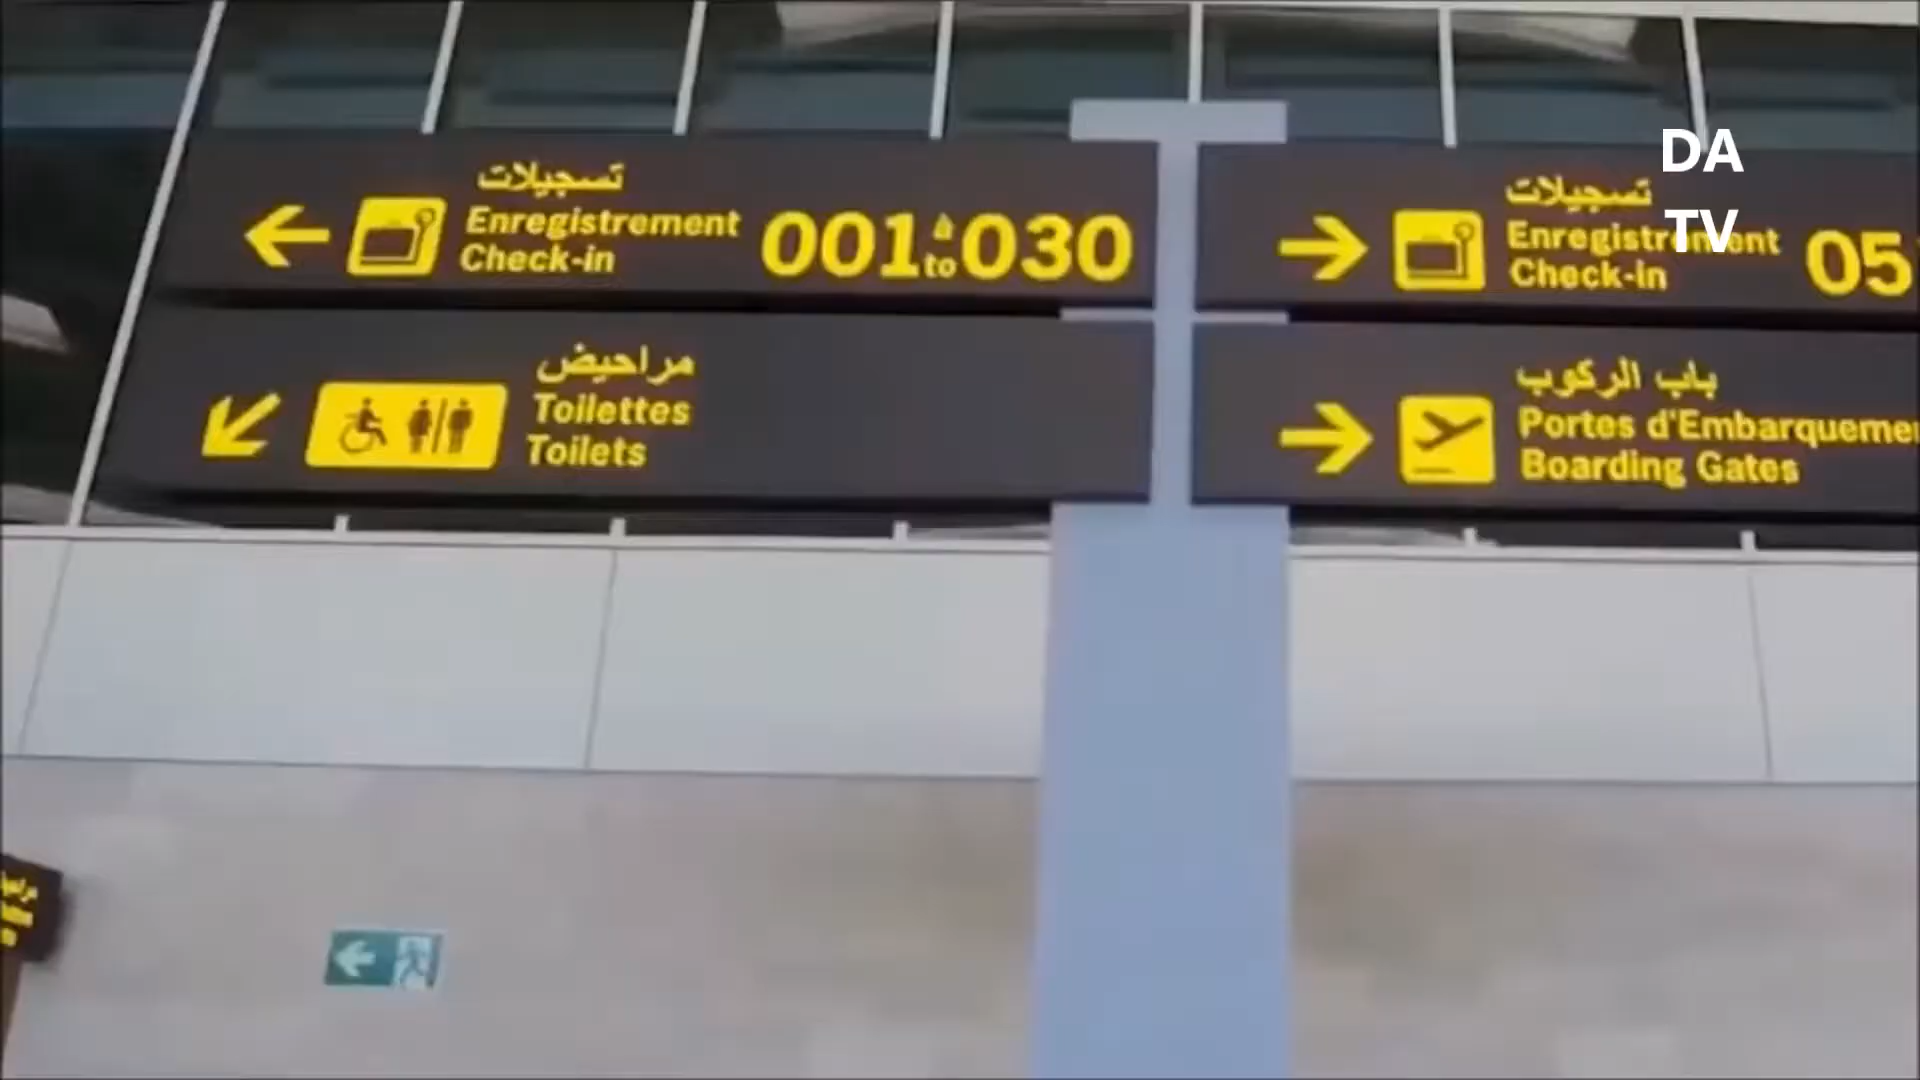 تسجيلات
Enregistrement
Check-in
001 à to 030
مراحيض
Toilettes
Toilets
تسجيلات
Enregistrement
Check-in
05
باب الركوب
Portes d'Embarqueme
Boarding Gates
DA
TV